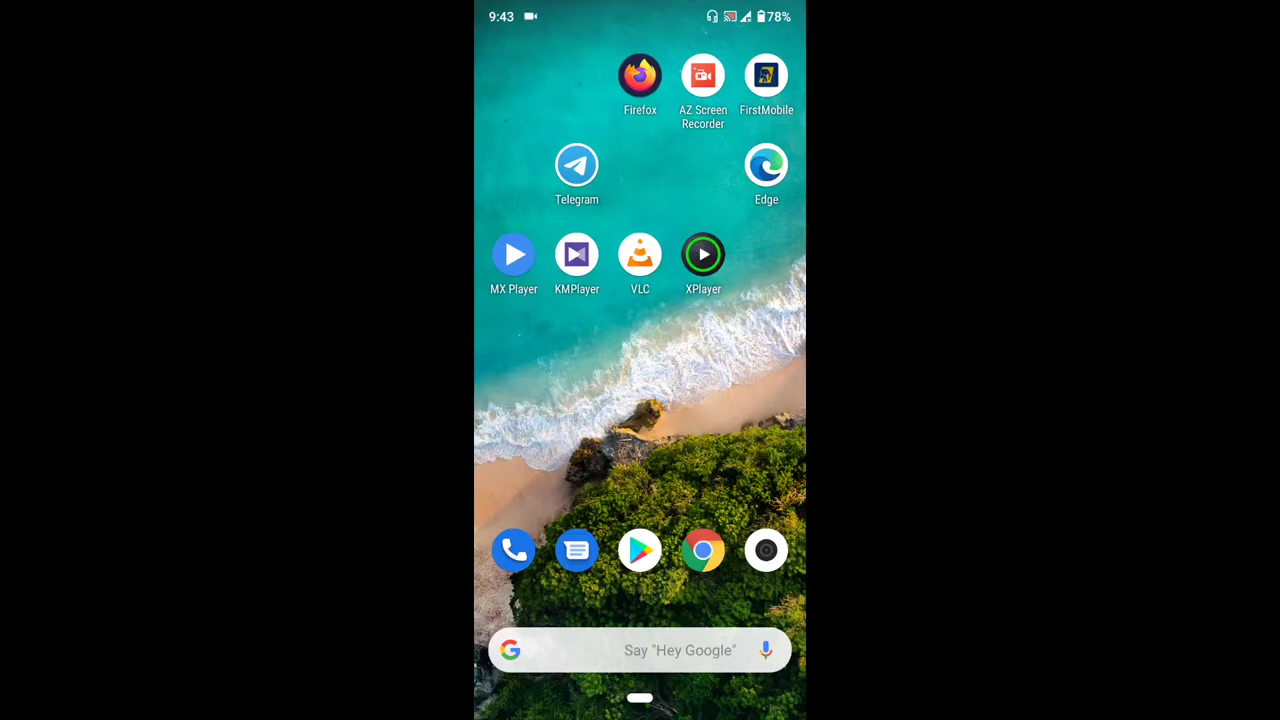 9:43
78%
Firefox
AZ Screen
Recorder
FirstMobile
Telegram
Edge
MX Player
KMPlayer
VLC
XPlayer
Say "Hey Google"